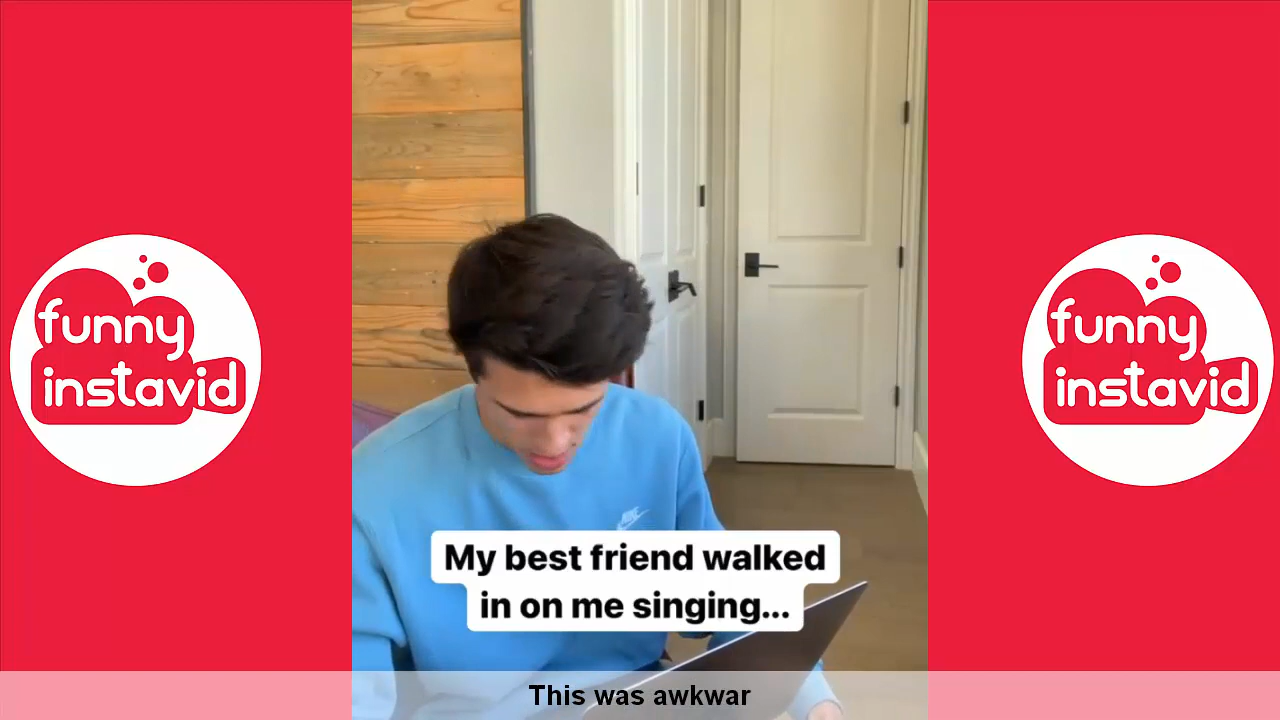 funny
instavid
My best friend walked
in on me singing...
This was awkwar
funny
instavid